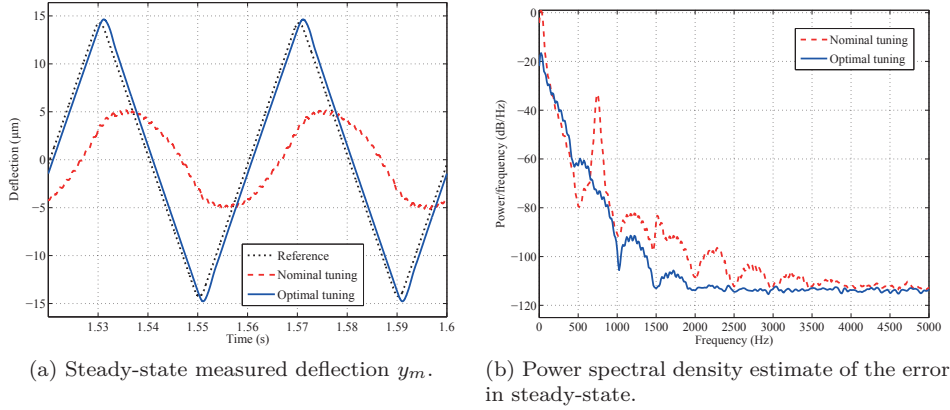 15
10
5
0
−5
−10
−15
Deflection (μm)
Reference
Nominal tuning
Optimal tuning
1.53 1.54 1.55 1.56 1.57 1.58 1.59 1.6
Time (s)
(a) Steady-state measured deflection ym.
0
−20
−40
−60
−80
−100
−120
Power/frequency (dB/Hz)
Nominal tuning
Optimal tuning
0 500 1000 1500 2000 2500 3000 3500 4000 4500 5000
Frequency (Hz)
(b) Power spectral density estimate of the error
in steady-state.